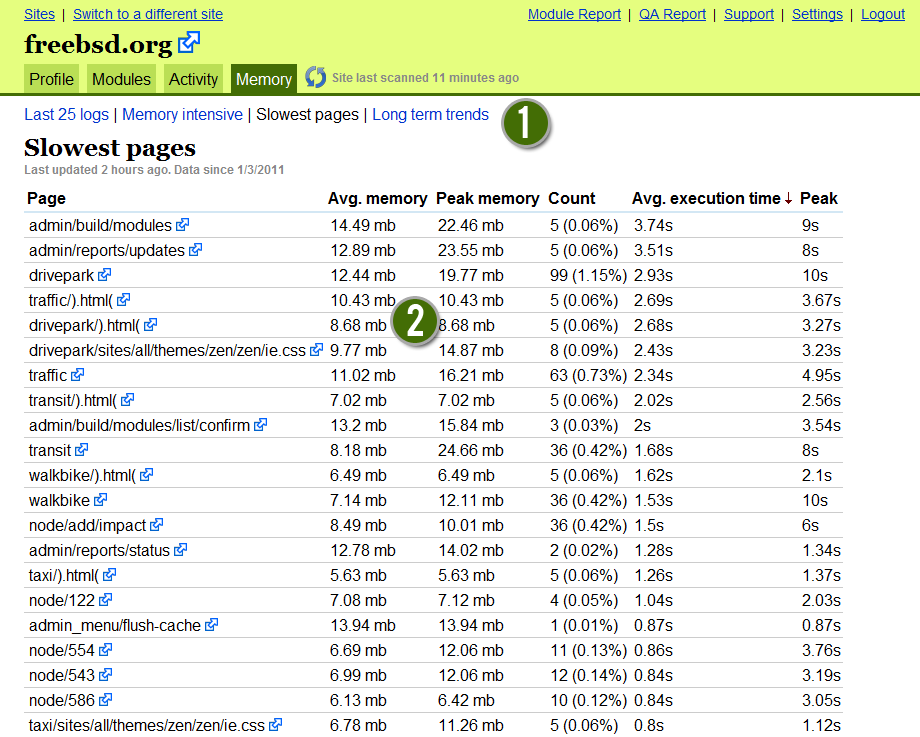 Sites | Switch to a different site Module Report | QA Report | Support | Settings | Logout
freebsd.org
Profile Modules Activity Memory Site last scanned 11 minutes ago
Last 25 logs | Memory intensive | Slowest pages | Long term trends 1
Slowest pages
Last updated 2 hours ago. Data since 1/3/2011
Page Avg. memory Peak memory Count Avg. execution time ↓ Peak
admin/build/modules 14.49 mb 22.46 mb 5 (0.06%) 3.74s 9s
admin/reports/updates 12.89 mb 23.55 mb 5 (0.06%) 3.51s 8s
drivepark 12.44 mb 19.77 mb 99 (1.15%) 2.93s 10s
traffic/).html( 10.43 mb 10.43 mb 5 (0.06%) 2.69s 3.67s
drivepark/).html( 8.68 mb 2 8.68 mb 5 (0.06%) 2.68s 3.27s
drivepark/sites/all/themes/zen/zen/ie.css 9.77 mb 14.87 mb 8 (0.09%) 2.43s 3.23s
traffic 11.02 mb 16.21 mb 63 (0.73%) 2.34s 4.95s
transit/).html( 7.02 mb 7.02 mb 5 (0.06%) 2.02s 2.56s
admin/build/modules/list/confirm 13.2 mb 15.84 mb 3 (0.03%) 2s 3.54s
transit 8.18 mb 24.66 mb 36 (0.42%) 1.68s 8s
walkbike/).html( 6.49 mb 6.49 mb 5 (0.06%) 1.62s 2.1s
walkbike 7.14 mb 12.11 mb 36 (0.42%) 1.53s 10s
node/add/impact 8.49 mb 10.01 mb 36 (0.42%) 1.5s 6s
admin/reports/status 12.78 mb 14.02 mb 2 (0.02%) 1.28s 1.34s
taxi/).html( 5.63 mb 5.63 mb 5 (0.06%) 1.26s 1.37s
node/122 7.08 mb 7.12 mb 4 (0.05%) 1.04s 2.03s
admin_menu/flush-cache 13.94 mb 13.94 mb 1 (0.01%) 0.87s 0.87s
node/554 6.69 mb 12.06 mb 11 (0.13%) 0.86s 3.76s
node/543 6.99 mb 12.06 mb 12 (0.14%) 0.84s 3.19s
node/586 6.13 mb 6.42 mb 10 (0.12%) 0.84s 3.05s
taxi/sites/all/themes/zen/zen/ie.css 6.78 mb 11.26 mb 5 (0.06%) 0.8s 1.12s